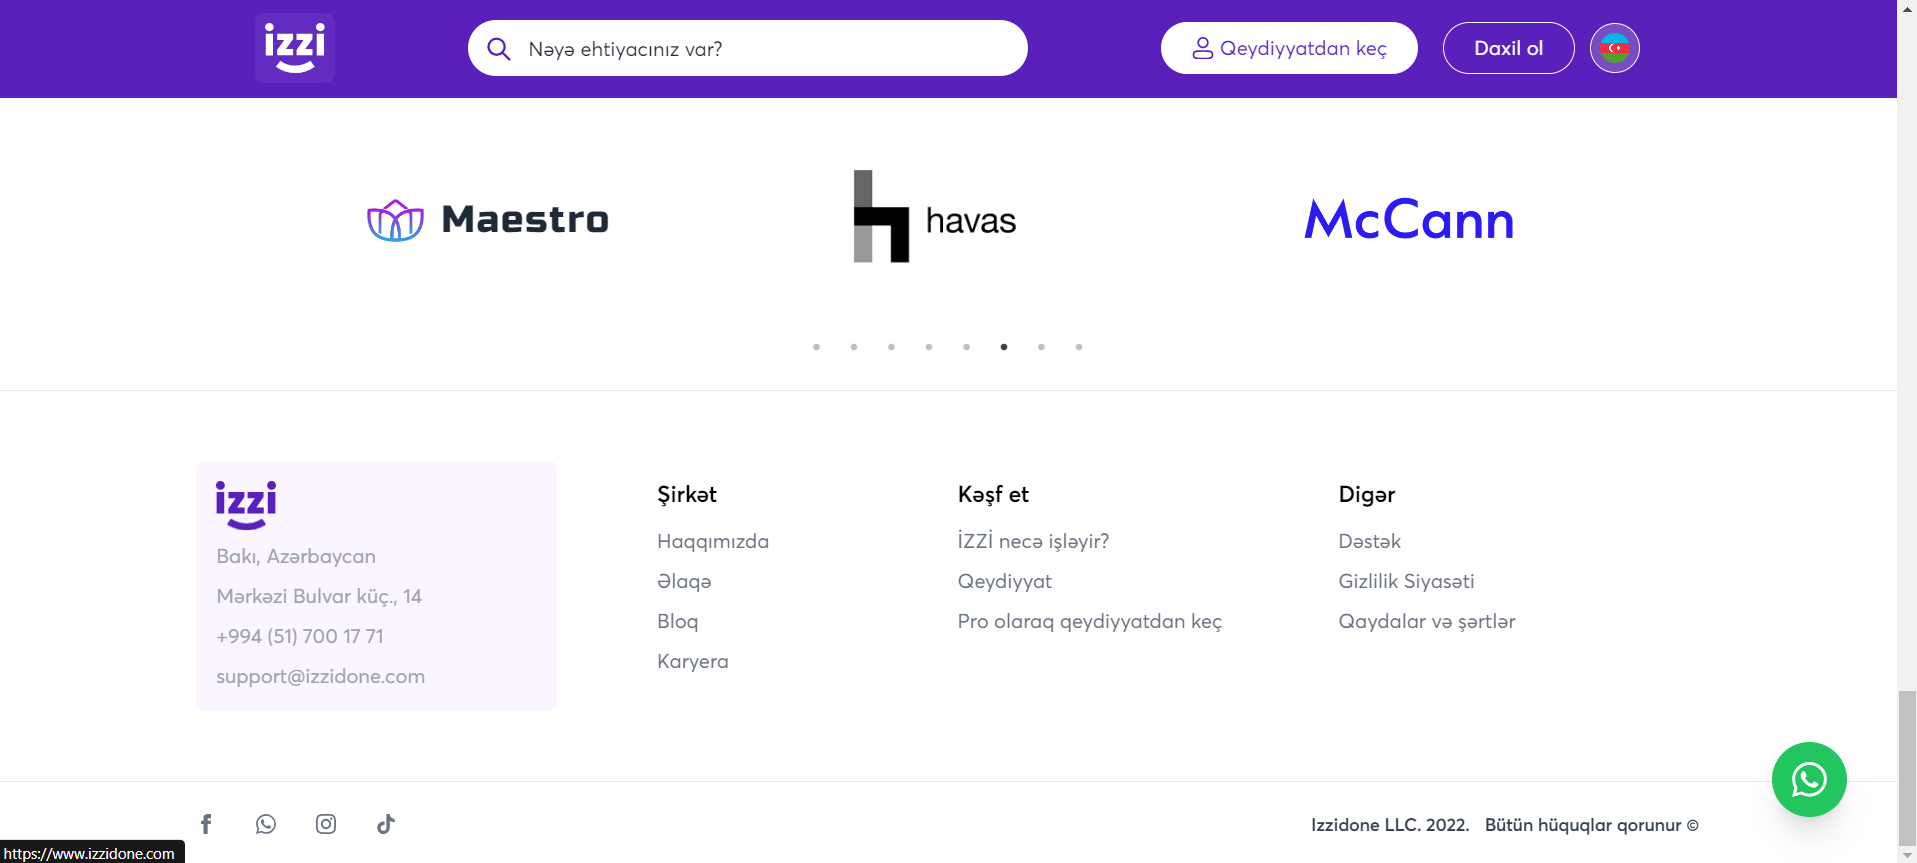 izzi
Nəyə ehtiyacınız var?
Qeydiyyatdan keç
Daxil ol
Maestro
havas
McCann
izzi
Bakı, Azərbaycan
Mərkəzi Bulvar küç., 14
+994 (51) 700 17 71
support@izzidone.com
Şirkət
Haqqımızda
Əlaqə
Bloq
Karyera
Kəşf et
İZZİ necə işləyir?
Qeydiyyat
Pro olaraq qeydiyyatdan keç
Digər
Dəstək
Gizlilik Siyasəti
Qaydalar və şərtlər
Izzidone LLC. 2022. Bütün hüquqlar qorunur ©
https://www.izzidone.com